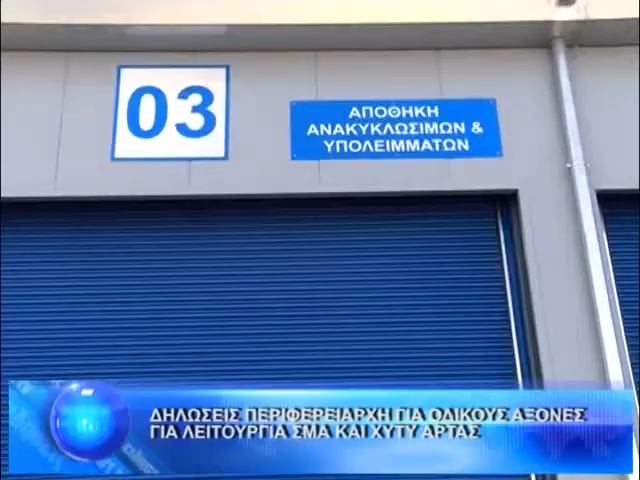 03
ΑΠΟΘΗΚΗ
ΑΝΑΚΥΚΛΩΣΙΜΩΝ &
ΥΠΟΛΕΙΜΜΑΤΩΝ
ΔΗΛΩΣΕΙΣ ΠΕΡΙΦΕΡΕΙΑΡΧΗ ΓΙΑ ΟΔΙΚΟΥΣ ΑΞΟΝΕΣ
ΓΙΑ ΛΕΙΤΟΥΡΓΙΑ ΣΜΑ ΚΑΙ ΧΥΤΥ ΑΡΤΑΣ